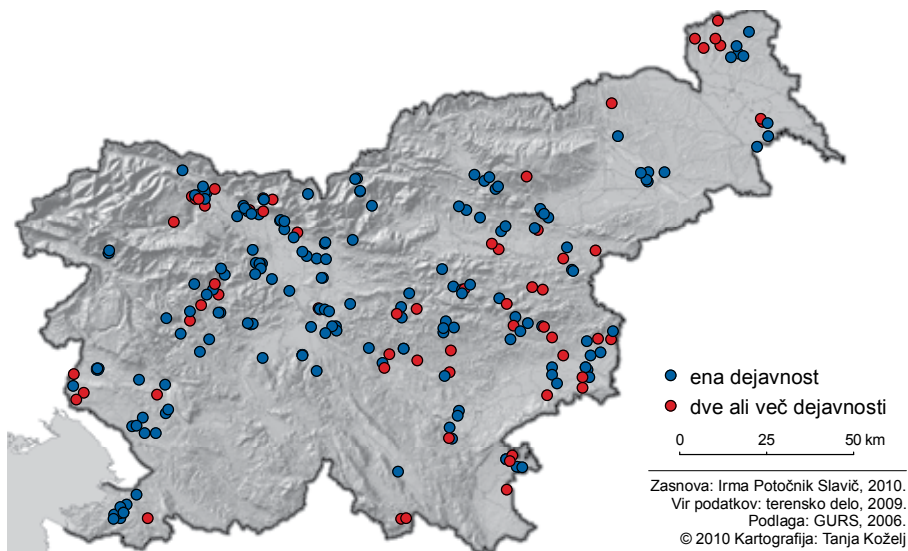 ena dejavnost
dve ali več dejavnosti
0 25 50 km
Zasnova: Irma Potočnik Slavič, 2010.
Vir podatkov: terensko delo, 2009.
Podlaga: GURS, 2006.
© 2010 Kartografija: Tanja Koželj